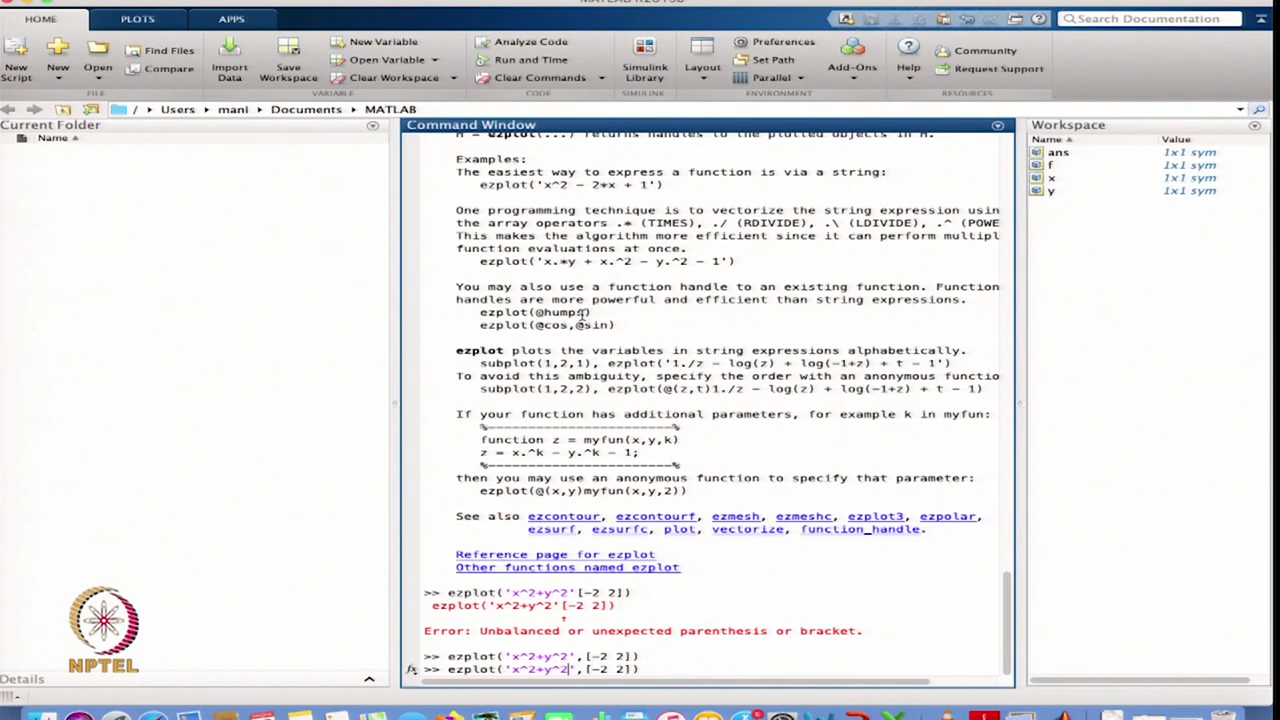 HOME PLOTS APPS
Search Documentation
New Script
New
Open
Find Files
Compare
Import Data
Save Workspace
New Variable
Open Variable
Clear Workspace
Analyze Code
Run and Time
Clear Commands
Simulink Library
Layout
Preferences
Set Path
Parallel
Add-Ons
Help
Community
Request Support
FILE VARIABLE CODE SIMULINK ENVIRONMENT RESOURCES
/ Users mani Documents MATLAB
Current Folder
Name
Details
Command Window
H = ezplot(...) returns handles to the plotted objects in H.
Examples:
The easiest way to express a function is via a string:
ezplot('x^2 - 2*x + 1')
One programming technique is to vectorize the string expression usin
the array operators .* (TIMES), ./ (RDIVIDE), .\ (LDIVIDE), .^ (POWE
This makes the algorithm more efficient since it can perform multipl
function evaluations at once.
ezplot('x.*y + x.^2 - y.^2 - 1')
You may also use a function handle to an existing function. Function
handles are more powerful and efficient than string expressions.
ezplot(@humps)
ezplot(@cos,@sin)
ezplot plots the variables in string expressions alphabetically.
subplot(1,2,1), ezplot('1./z - log(z) + log(-1+z) + t - 1')
To avoid this ambiguity, specify the order with an anonymous functio
subplot(1,2,2), ezplot(@(z,t)1./z - log(z) + log(-1+z) + t - 1)
If your function has additional parameters, for example k in myfun:
%-----------------------%
function z = myfun(x,y,k)
z = x.^k - y.^k - 1;
%-----------------------%
then you may use an anonymous function to specify that parameter:
ezplot(@(x,y)myfun(x,y,2))
See also ezcontour, ezcontourf, ezmesh, ezmeshc, ezplot3, ezpolar,
ezsurf, ezsurfc, plot, vectorize, function_handle.
Reference page for ezplot
Other functions named ezplot
>> ezplot('x^2+y^2'[-2 2])
ezplot('x^2+y^2'[-2 2])
↑
Error: Unbalanced or unexpected parenthesis or bracket.
>> ezplot('x^2+y^2',[-2 2])
fx >> ezplot('x^2+y^2',[-2 2])
Workspace
Name Value
ans 1x1 sym
f 1x1 sym
x 1x1 sym
y 1x1 sym
NPTEL